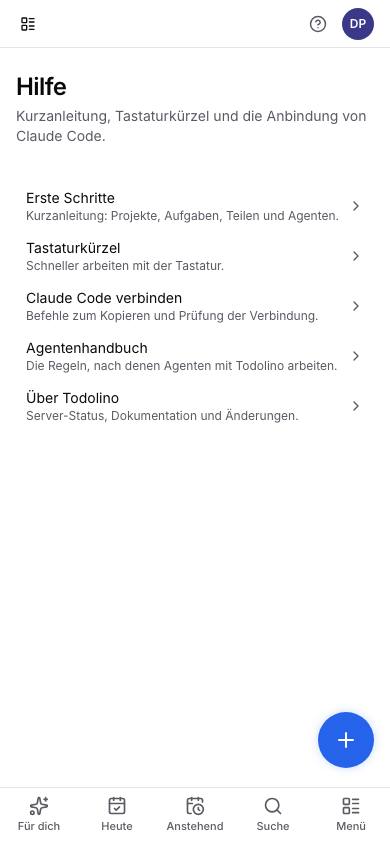 DP
Hilfe
Kurzanleitung, Tastaturkürzel und die Anbindung von
Claude Code.
Erste Schritte
Kurzanleitung: Projekte, Aufgaben, Teilen und Agenten.
Tastaturkürzel
Schneller arbeiten mit der Tastatur.
Claude Code verbinden
Befehle zum Kopieren und Prüfung der Verbindung.
Agentenhandbuch
Die Regeln, nach denen Agenten mit Todolino arbeiten.
Über Todolino
Server-Status, Dokumentation und Änderungen.
Für dich
Heute
Anstehend
Suche
Menü